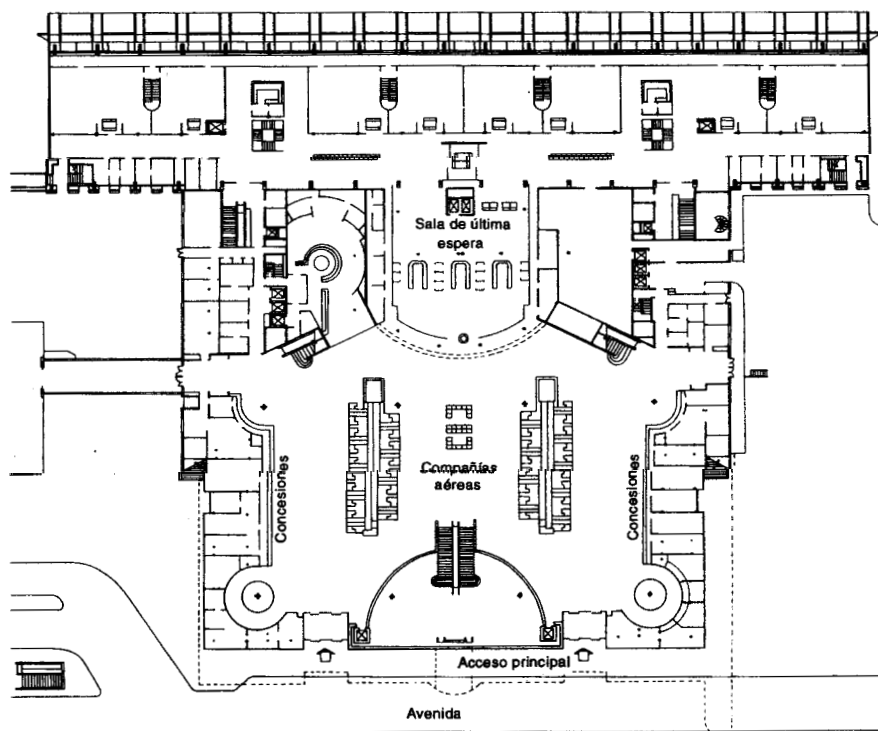 Sala de última
espera
Concesiones
Compañías
aéreas
Concesiones
Acceso principal
Avenida